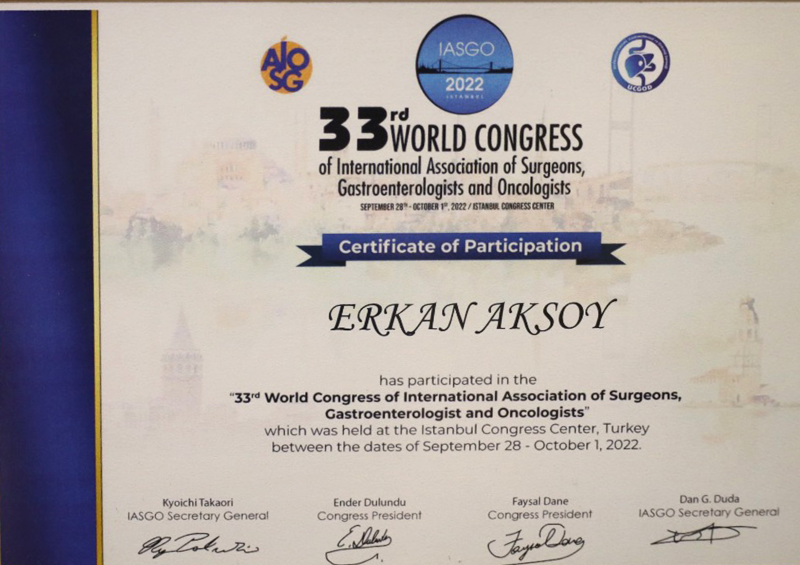 AIO
SG
IASGO
2022
ISTANBUL
UCGOD
33rd WORLD CONGRESS
of International Association of Surgeons,
Gastroenterologists and Oncologists
SEPTEMBER 28TH - OCTOBER 1ST, 2022 / ISTANBUL CONGRESS CENTER
Certificate of Participation
ERKAN AKSOY
has participated in the
“33rd World Congress of International Association of Surgeons,
Gastroenterologist and Oncologists”
which was held at the Istanbul Congress Center, Turkey
between the dates of September 28 - October 1, 2022.
Kyoichi Takaori
IASGO Secretary General
Ender Dulundu
Congress President
Faysal Dane
Congress President
Dan G. Duda
IASGO Secretary General